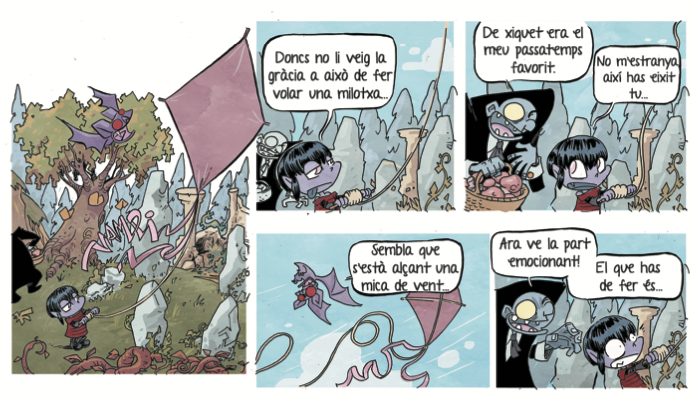 ÑAMPI
Doncs no li veig la
gràcia a això de fer
volar una milotxa...
De xiquet era el
meu passatemps
favorit.
No m'estranya,
així has eixit
tu...
Sembla que
s'està alçant una
mica de vent...
Ara ve la part
emocionant!
El que has
de fer és...